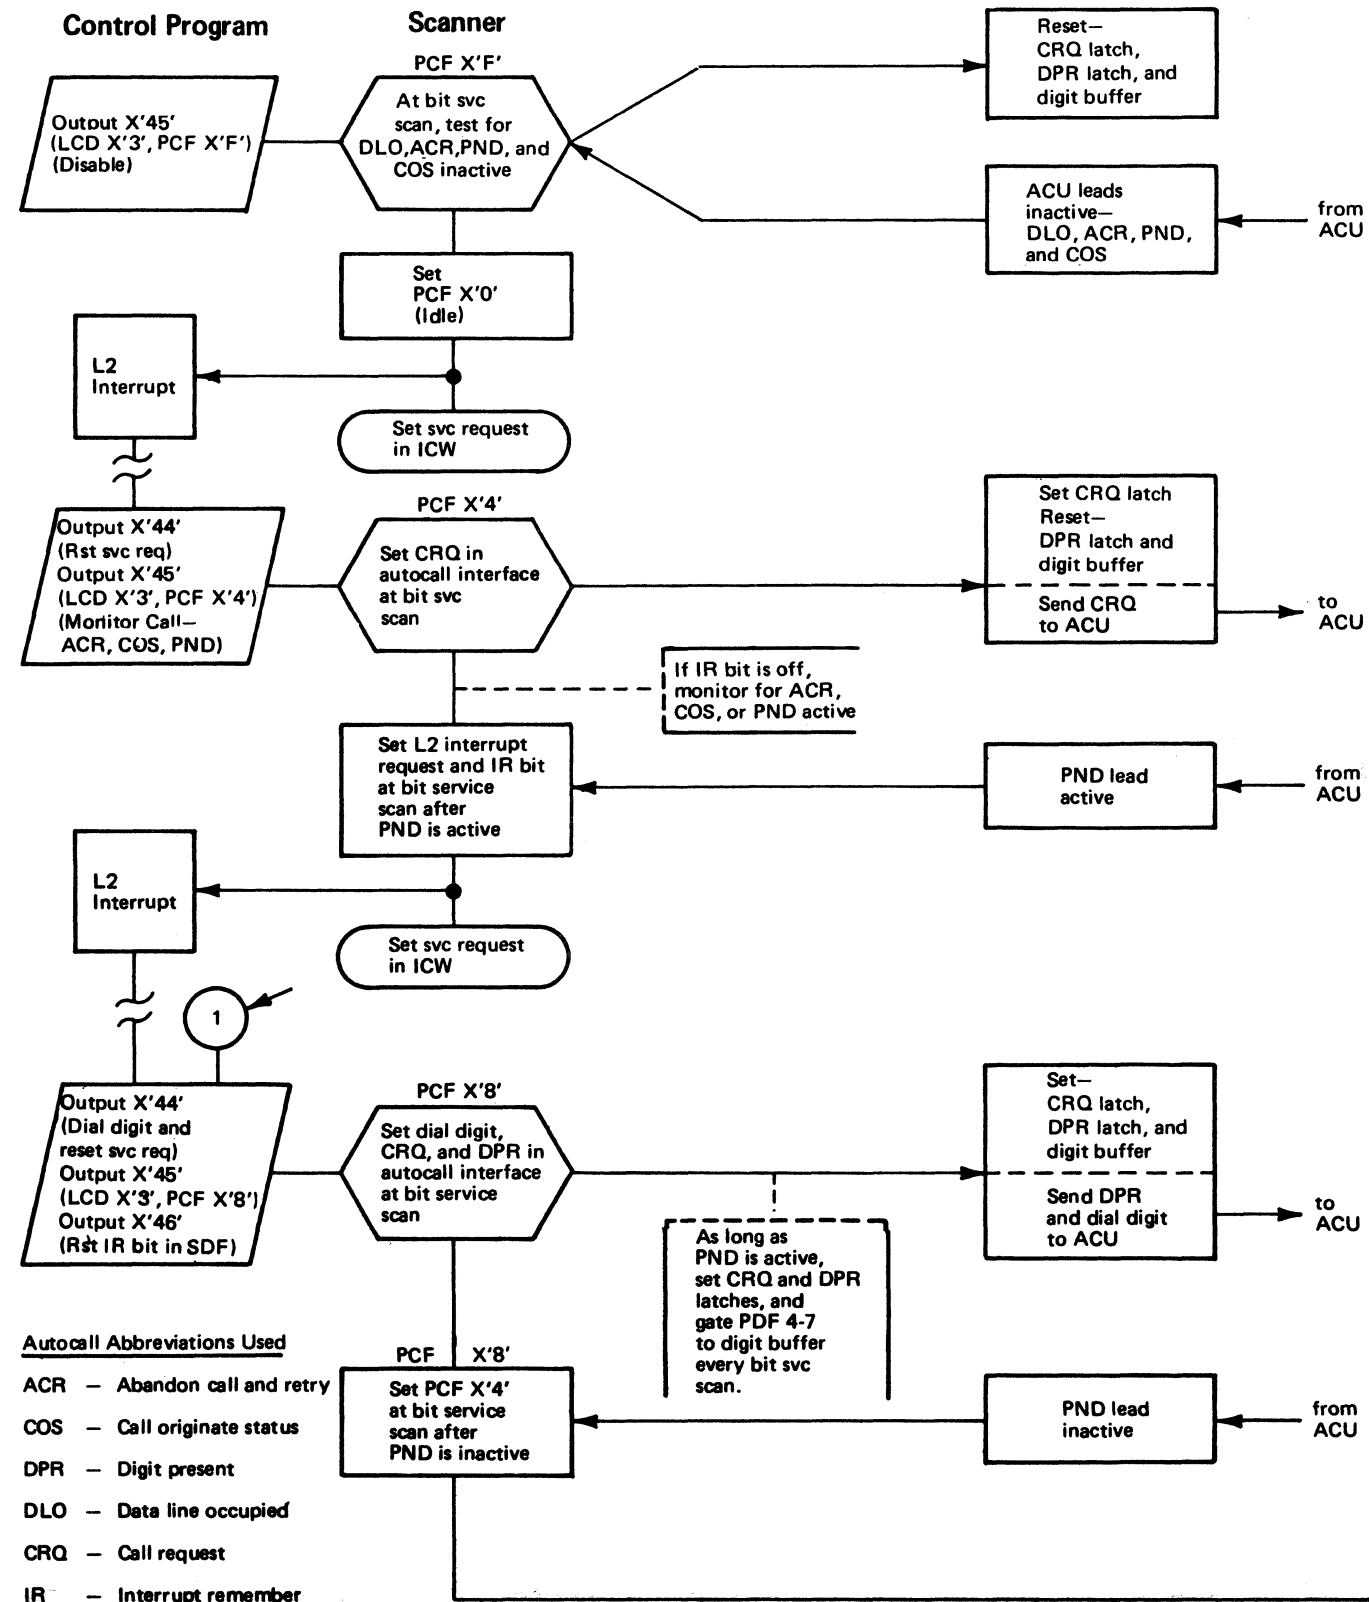 Control Program
Scanner
PCF X'F'
Output X'45'
(LCD X'3', PCF X'F')
(Disable)
At bit svc
scan, test for
DLO,ACR,PND, and
COS inactive
Reset—
CRQ latch,
DPR latch, and
digit buffer
ACU leads
inactive—
DLO, ACR, PND,
and COS
from
ACU
Set
PCF X'0'
(Idle)
L2
Interrupt
Set svc request
in ICW
PCF X'4'
Output X'44'
(Rst svc req)
Output X'45'
(LCD X'3', PCF X'4')
(Monitor Call—
ACR, COS, PND)
Set CRQ in
autocall interface
at bit svc
scan
Set CRQ latch
Reset—
DPR latch and
digit buffer
Send CRQ
to ACU
to
ACU
If IR bit is off,
monitor for ACR,
COS, or PND active
Set L2 interrupt
request and IR bit
at bit service
scan after
PND is active
PND lead
active
from
ACU
L2
Interrupt
Set svc request
in ICW
1
PCF X'8'
Output X'44'
(Dial digit and
reset svc req)
Output X'45'
(LCD X'3', PCF X'8')
Output X'46'
(Rst IR bit in SDF)
Set dial digit,
CRQ, and DPR in
autocall interface
at bit service
scan
Set—
CRQ latch,
DPR latch, and
digit buffer
Send DPR
and dial digit
to ACU
to
ACU
As long as
PND is active,
set CRQ and DPR
latches, and
gate PDF 4-7
to digit buffer
every bit svc
scan.
PCF X'8'
Set PCF X'4'
at bit service
scan after
PND is inactive
PND lead
inactive
from
ACU
Autocall Abbreviations Used
ACR — Abandon call and retry
COS — Call originate status
DPR — Digit present
DLO — Data line occupied
CRQ — Call request
IR — Interrupt remember